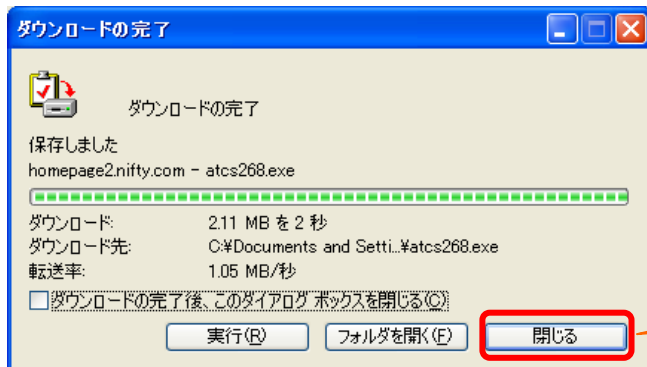 ダウンロードの完了
ダウンロードの完了
保存しました
homepage2.nifty.com - atcs268.exe
ダウンロード: 2.11 MB を 2 秒
ダウンロード先: C:¥Documents and Setti...¥atcs268.exe
転送率: 1.05 MB/秒
ダウンロードの完了後、このダイアログ ボックスを閉じる(C)
実行(R) フォルダを開く(F) 閉じる